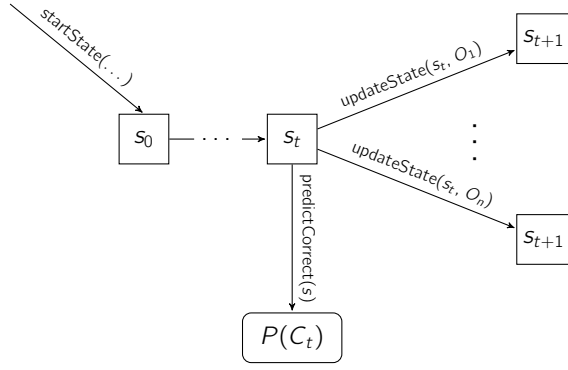 startState(...)
s_{t+1}
updateState(s_t, O_1)
s_0
...
s_t
⋮
updateState(s_t, O_n)
predictCorrect(s)
s_{t+1}
P(C_t)